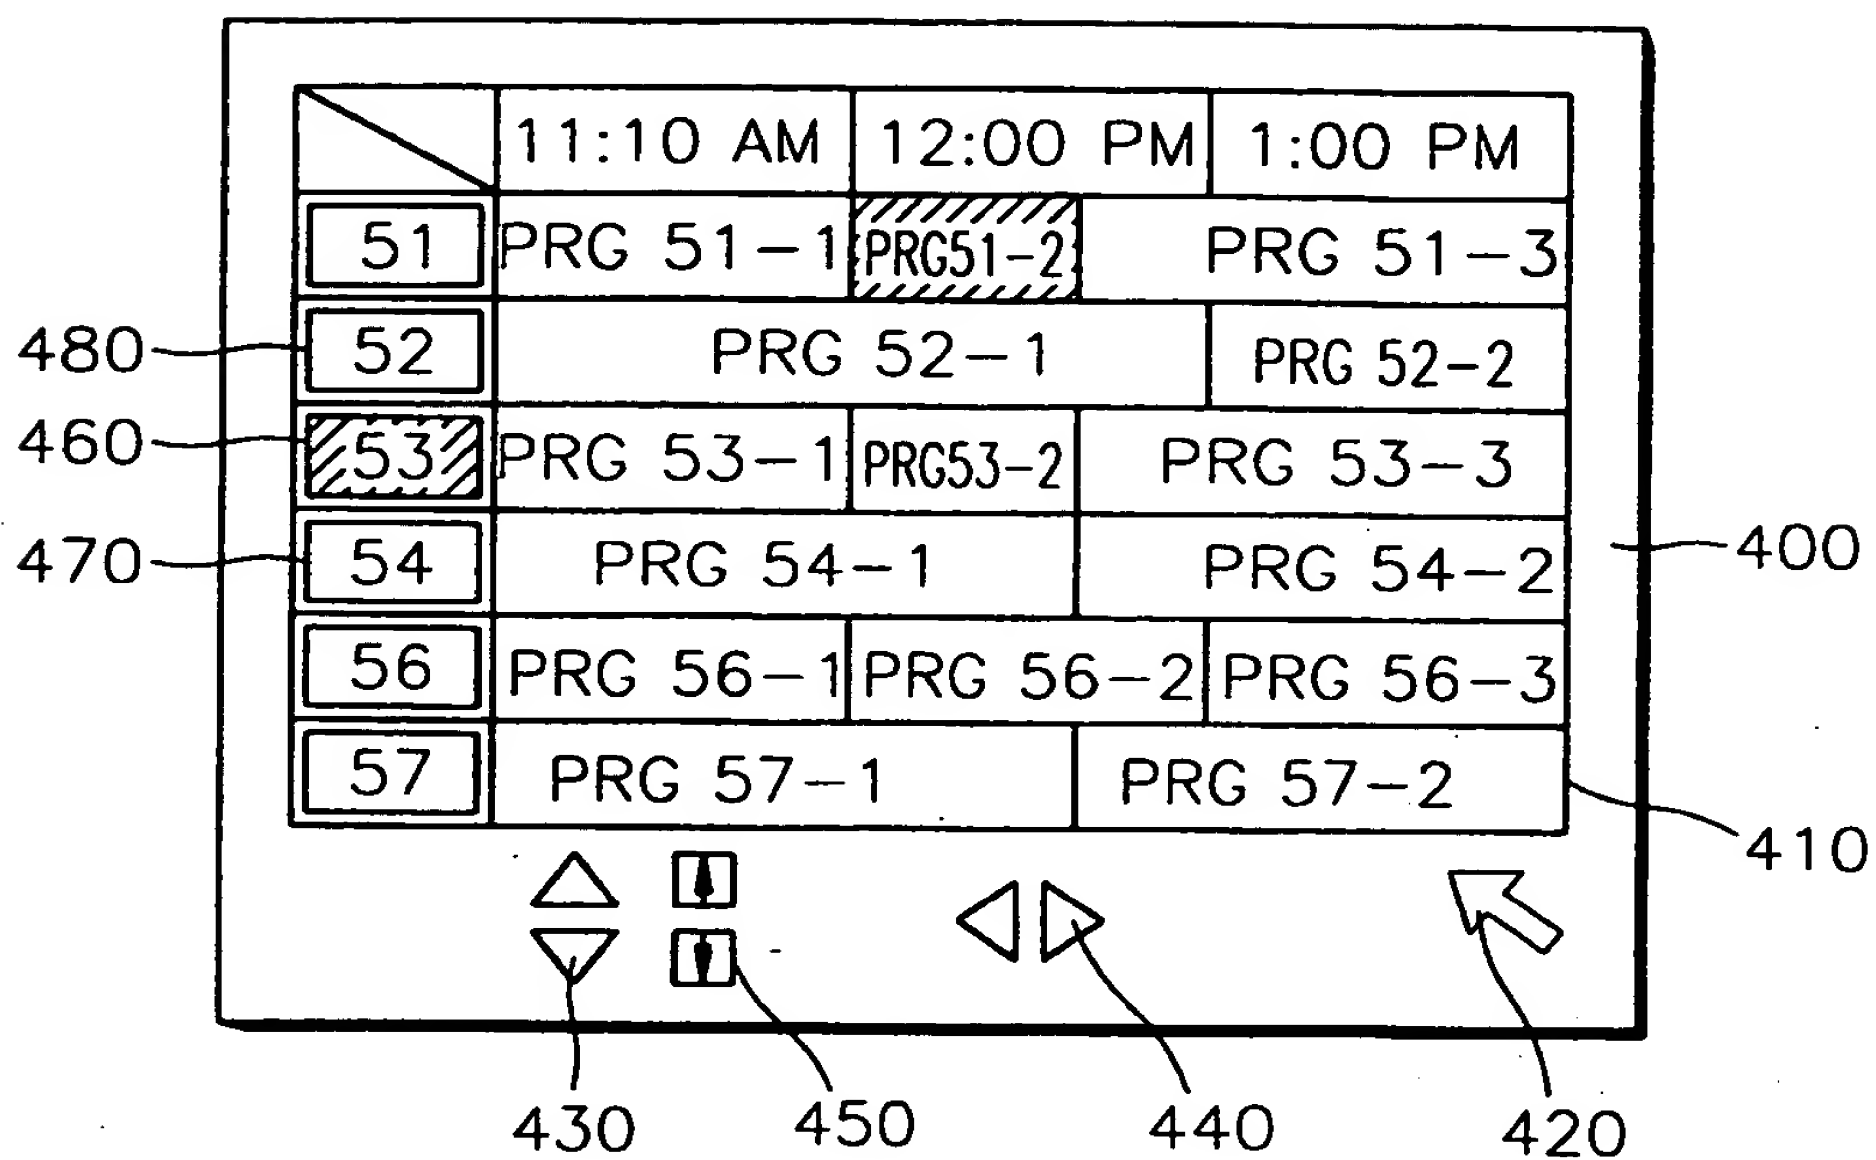 11:10 AM 12:00 PM 1:00 PM
51 PRG 51-1 PRG51-2 PRG 51-3
480 52 PRG 52-1 PRG 52-2
460 53 PRG 53-1 PRG53-2 PRG 53-3
470 54 PRG 54-1 PRG 54-2 400
56 PRG 56-1 PRG 56-2 PRG 56-3
57 PRG 57-1 PRG 57-2
410
430 450 440 420